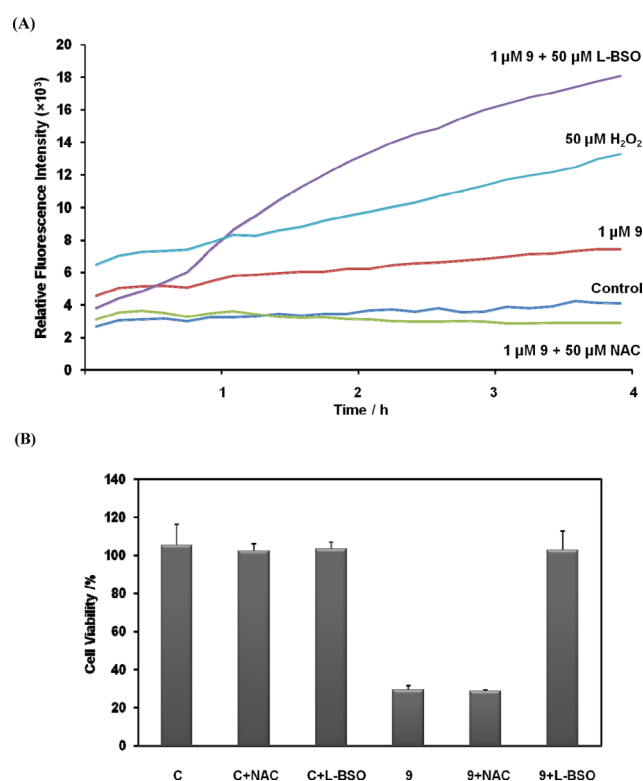 (A)
Relative Fluorescence Intensity (×10³)
20
18
16
14
12
10
8
6
4
2
0
1 µM 9 + 50 µM L-BSO
50 µM H₂O₂
1 µM 9
Control
1 µM 9 + 50 µM NAC
1 2 3 4
Time / h
(B)
Cell Viability /%
140
120
100
80
60
40
20
0
C C+NAC C+L-BSO 9 9+NAC 9+L-BSO